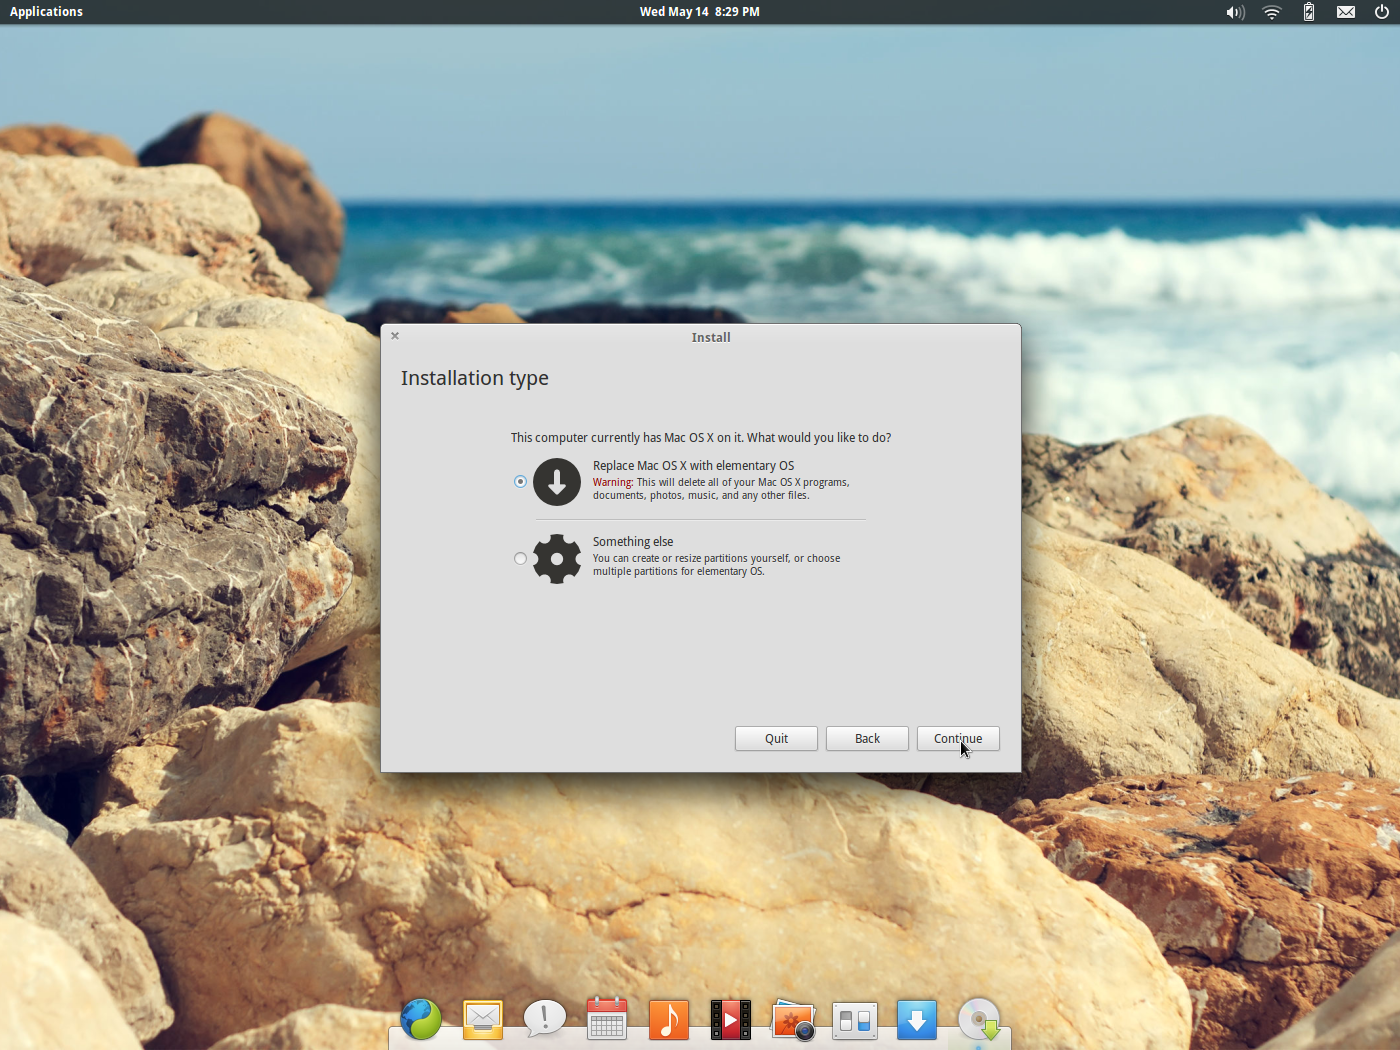 Applications
Wed May 14 8:29 PM
Install
Installation type
This computer currently has Mac OS X on it. What would you like to do?
Replace Mac OS X with elementary OS
Warning: This will delete all of your Mac OS X programs,
documents, photos, music, and any other files.
Something else
You can create or resize partitions yourself, or choose
multiple partitions for elementary OS.
Quit
Back
Continue